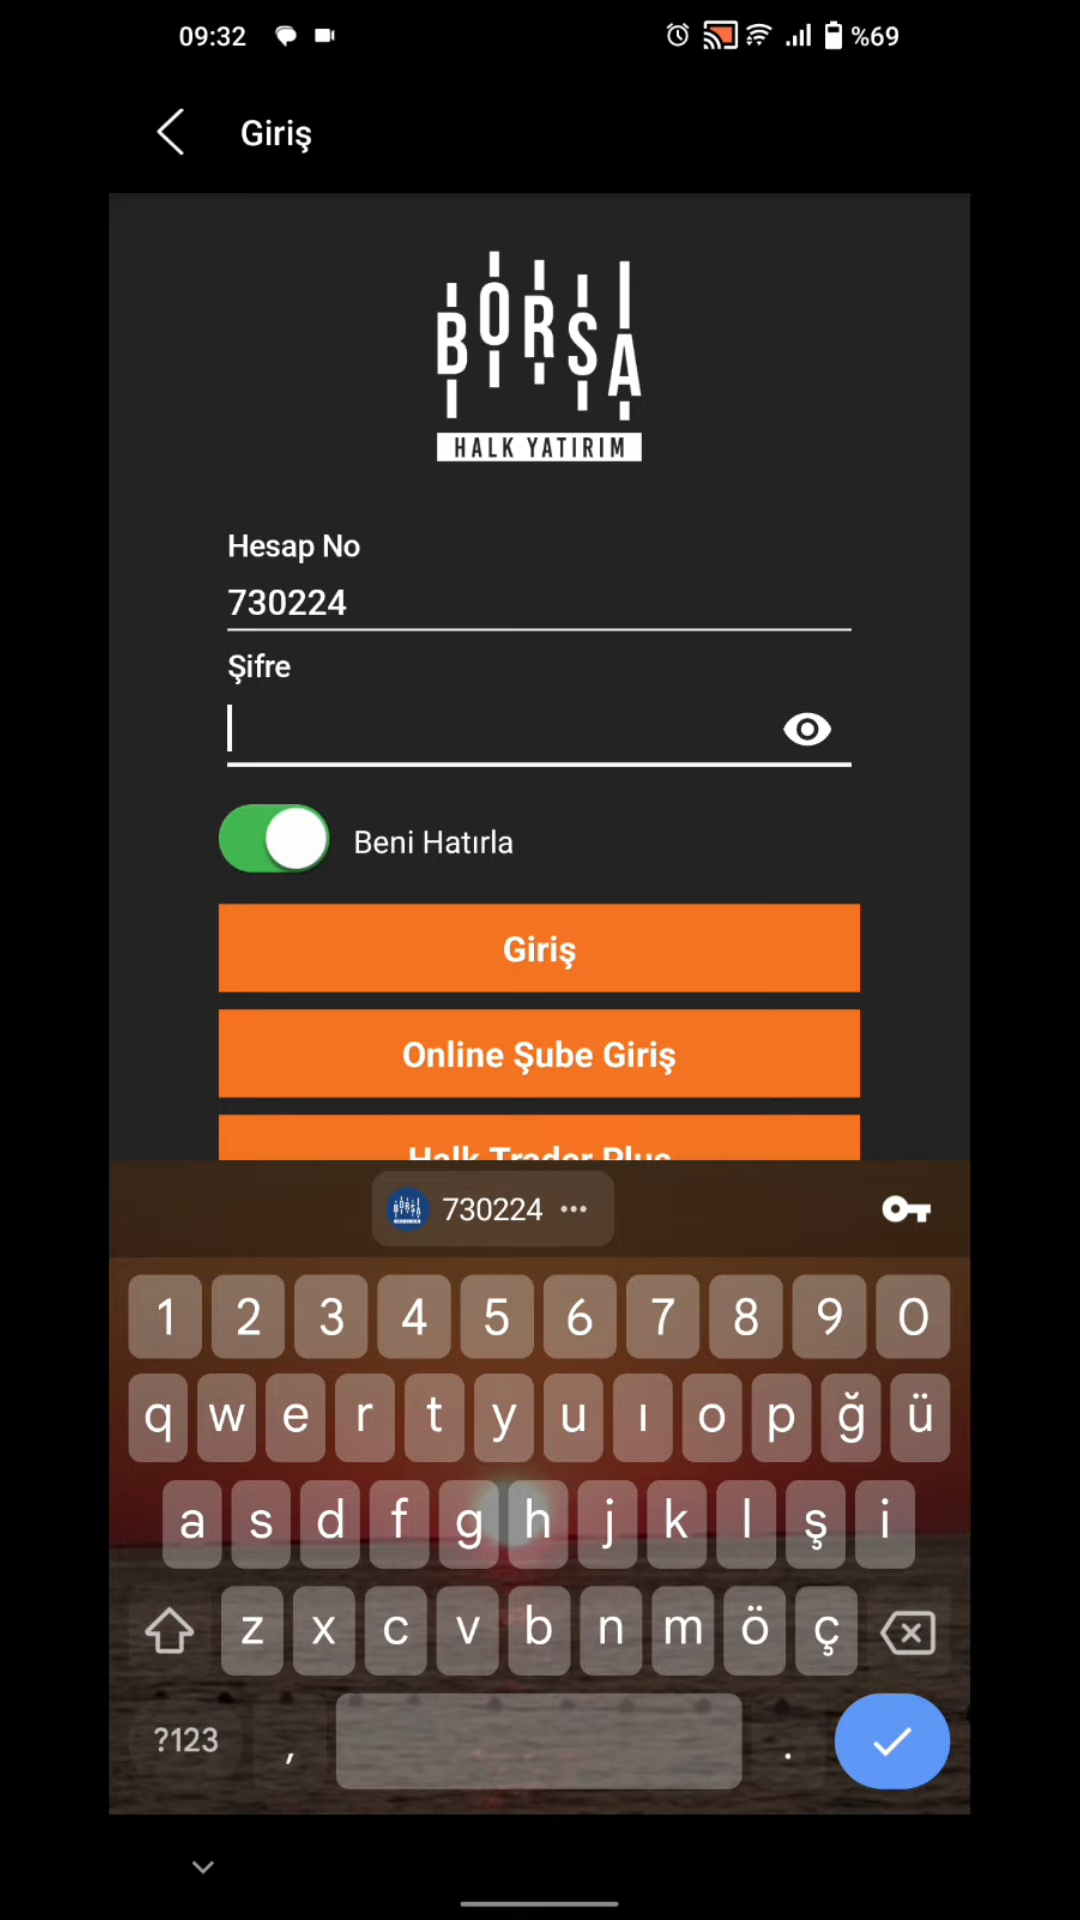 09:32 %69
Giriş
BORSA
HALK YATIRIM
Hesap No
730224
Şifre
Beni Hatırla
Giriş
Online Şube Giriş
Halk Trader Plus
730224 •••
1 2 3 4 5 6 7 8 9 0
q w e r t y u ı o p ğ ü
a s d f g h j k l ş i
z x c v b n m ö ç
?123 , .